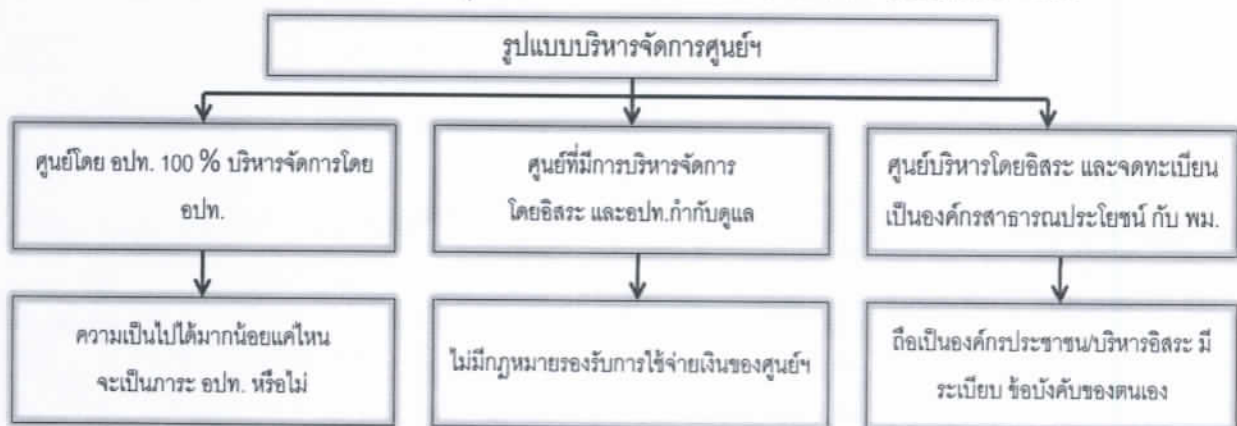 รูปแบบบริหารจัดการศูนย์ฯ
ศูนย์โดย อปท. 100 % บริหารจัดการโดย
อปท.
ศูนย์ที่มีการบริหารจัดการ
โดยอิสระ และอปท.กำกับดูแล
ศูนย์บริหารโดยอิสระ และจดทะเบียน
เป็นองค์กรสาธารณประโยชน์ กับ พม.
ความเป็นไปได้มากน้อยแค่ไหน
จะเป็นภาระ อปท. หรือไม่
ไม่มีกฎหมายรองรับการใช้จ่ายเงินของศูนย์ฯ
ถือเป็นองค์กรประชาชน/บริหารอิสระ มี
ระเบียบ ข้อบังคับของตนเอง